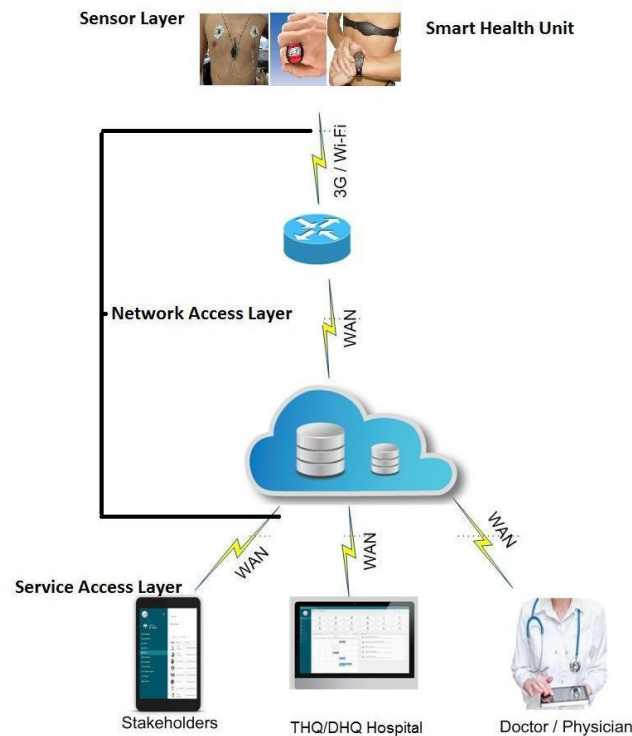 Sensor Layer
Smart Health Unit
3G / Wi-Fi
Network Access Layer
WAN
WAN
WAN
WAN
Service Access Layer
Stakeholders
THQ/DHQ Hospital
Doctor / Physician